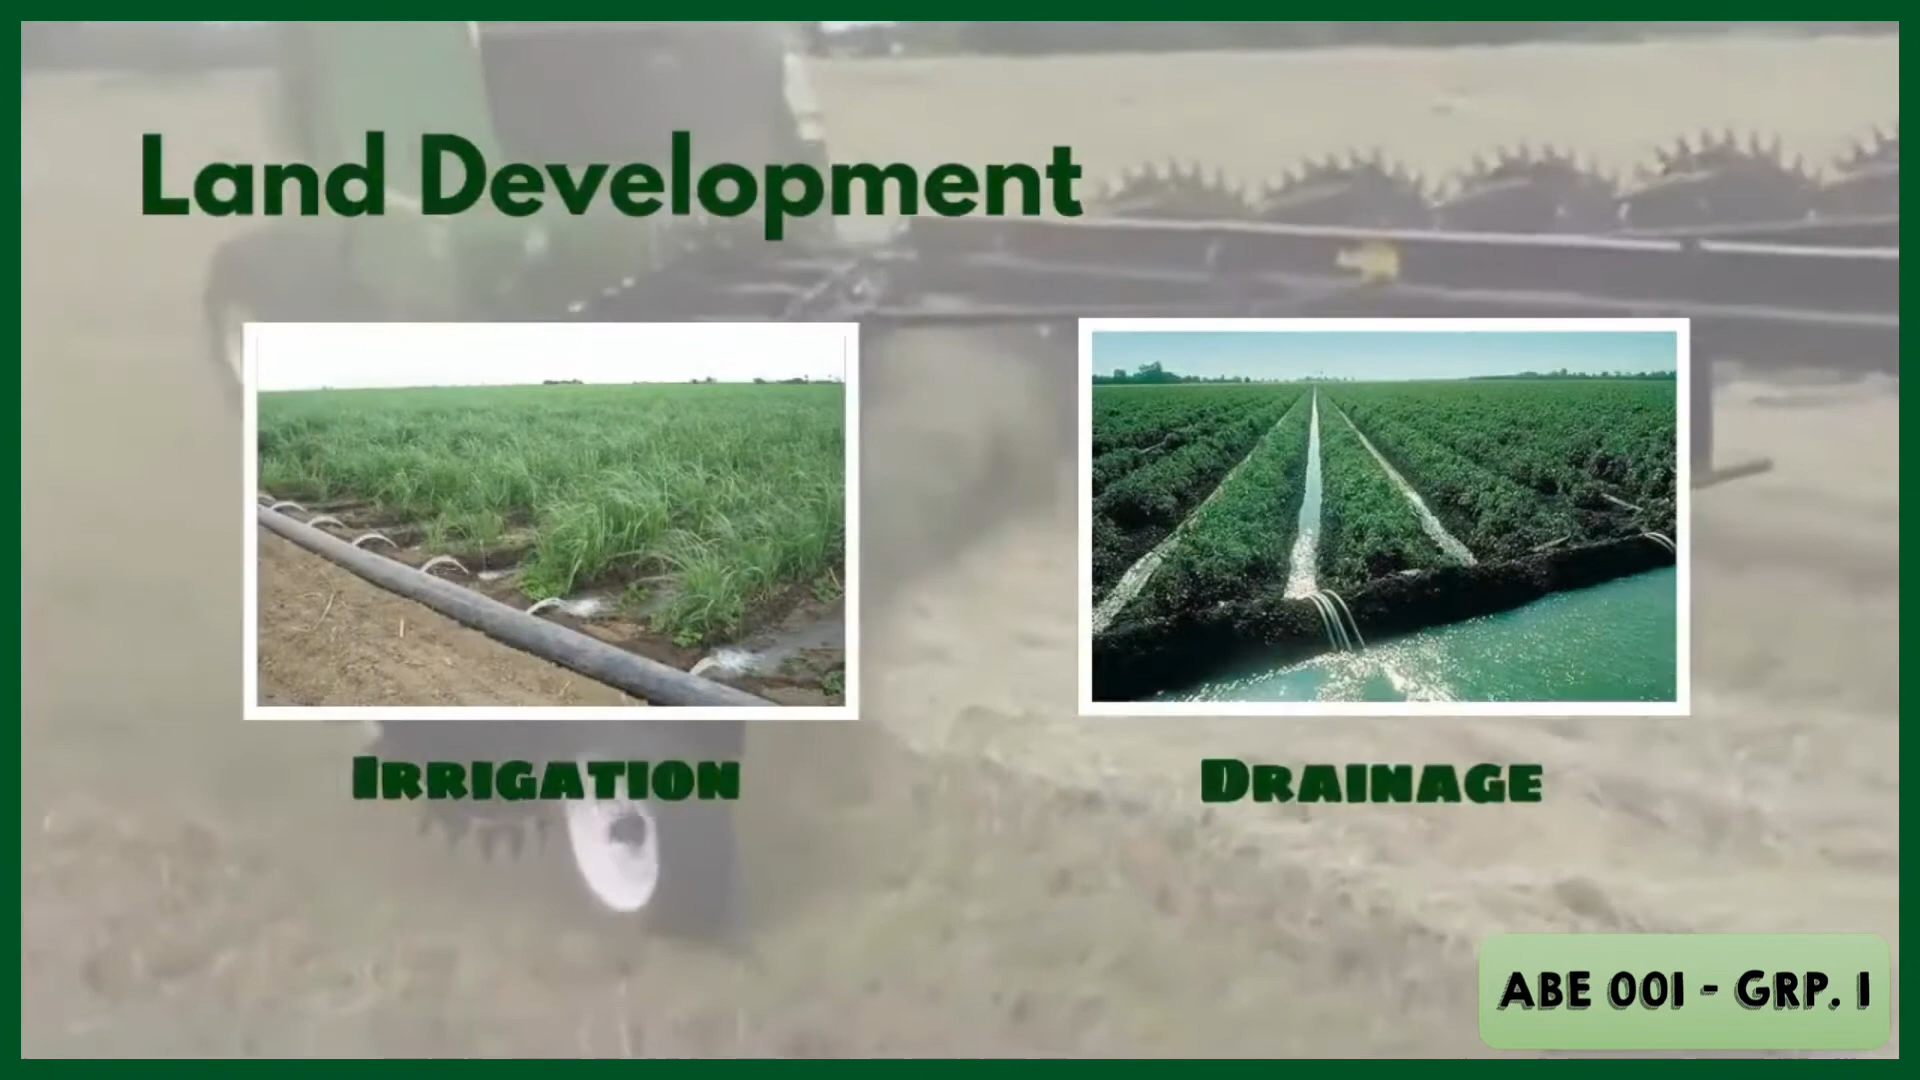 Land Development
IRRIGATION
DRAINAGE
ABE 001 - GRP. 1